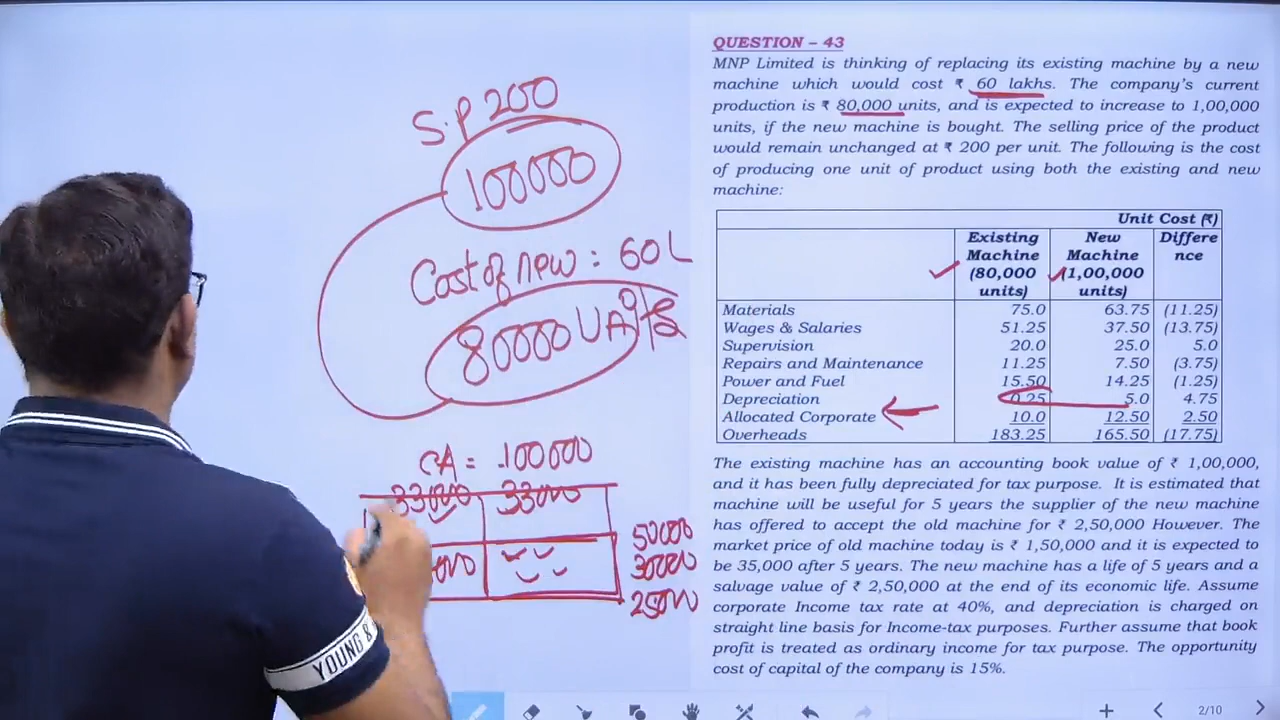 S.P 200
100000
Cost of new : 60 L
80000 UA
CA = 100000
33000 33000
50000
30000
25000
YOUNG &
QUESTION – 43
MNP Limited is thinking of replacing its existing machine by a new
machine which would cost ₹ 60 lakhs. The company's current
production is ₹ 80,000 units, and is expected to increase to 1,00,000
units, if the new machine is bought. The selling price of the product
would remain unchanged at ₹ 200 per unit. The following is the cost
of producing one unit of product using both the existing and new
machine:
Unit Cost (₹)
Existing Machine (80,000 units) New Machine (1,00,000 units) Differe nce
Materials 75.0 63.75 (11.25)
Wages & Salaries 51.25 37.50 (13.75)
Supervision 20.0 25.0 5.0
Repairs and Maintenance 11.25 7.50 (3.75)
Power and Fuel 15.50 14.25 (1.25)
Depreciation 0.25 5.0 4.75
Allocated Corporate 10.0 12.50 2.50
Overheads 183.25 165.50 (17.75)
The existing machine has an accounting book value of ₹ 1,00,000,
and it has been fully depreciated for tax purpose. It is estimated that
machine will be useful for 5 years the supplier of the new machine
has offered to accept the old machine for ₹ 2,50,000 However. The
market price of old machine today is ₹ 1,50,000 and it is expected to
be 35,000 after 5 years. The new machine has a life of 5 years and a
salvage value of ₹ 2,50,000 at the end of its economic life. Assume
corporate Income tax rate at 40%, and depreciation is charged on
straight line basis for Income-tax purposes. Further assume that book
profit is treated as ordinary income for tax purpose. The opportunity
cost of capital of the company is 15%.
2/10